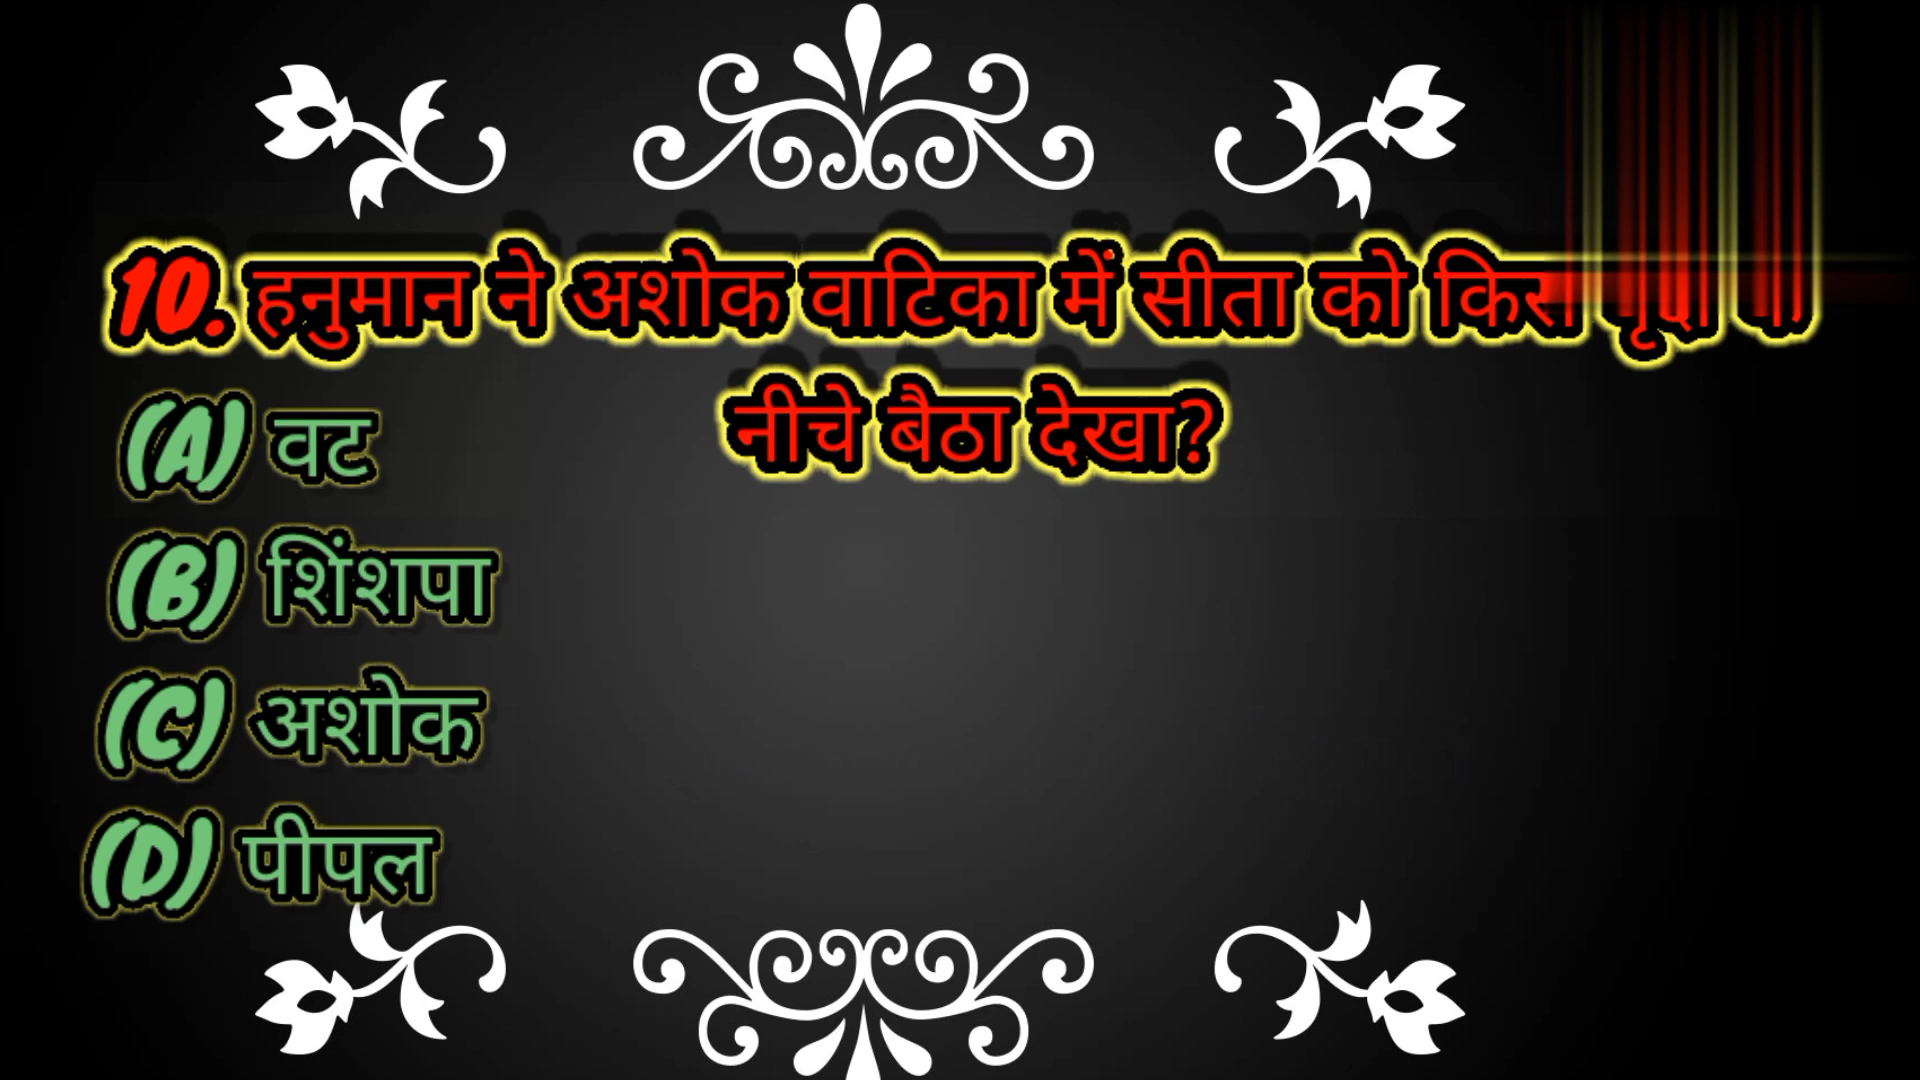 10. हनुमान ने अशोक वाटिका में सीता को किस
नीचे बैठा देखा?
(A) वट
(B) शिंशपा
(C) अशोक
(D) पीपल